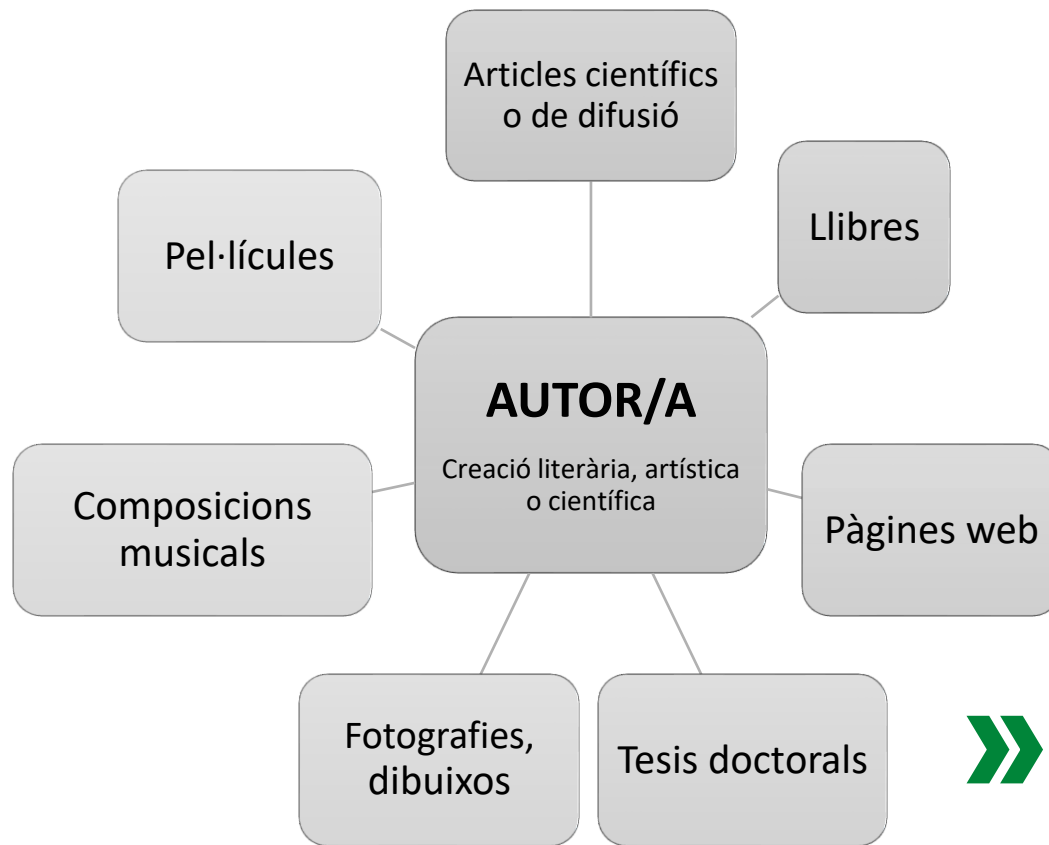 Articles científics
o de difusió
Llibres
Pel·lícules
AUTOR/A
Creació literària, artística
o científica
Pàgines web
Composicions
musicals
Fotografies,
dibuixos
Tesis doctorals